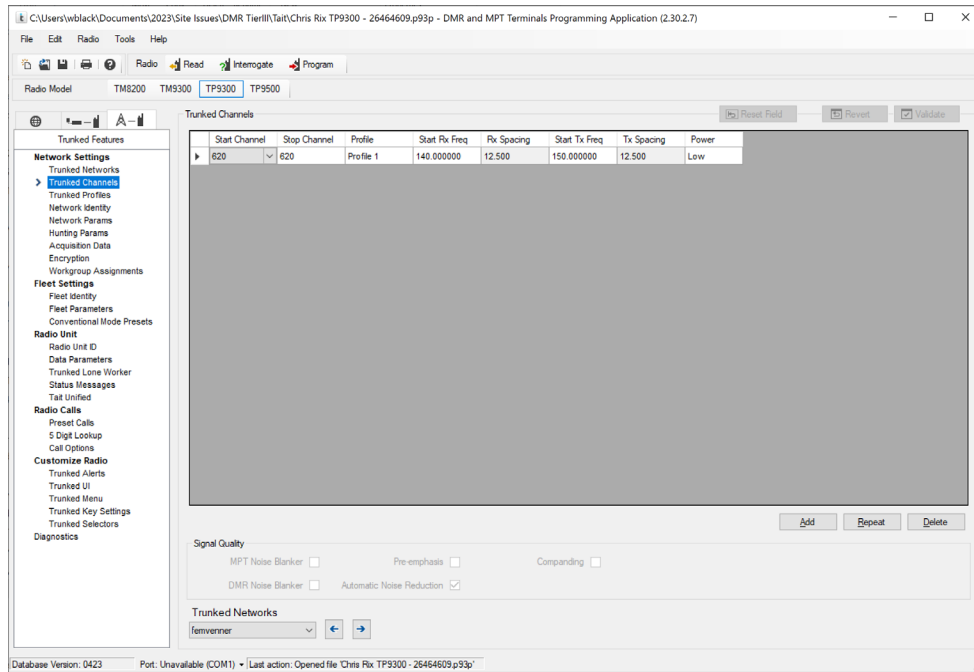 C:\Users\wblack\Documents\2023\Site Issues\DMR TierIII\Tait\Chris Rix TP9300 - 26464609.p93p - DMR and MPT Terminals Programming Application (2.30.2.7)
File Edit Radio Tools Help
Radio Read Interrogate Program
Radio Model TM8200 TM9300 TP9300 TP9500
Trunked Features
Network Settings
Trunked Networks
Trunked Channels
Trunked Profiles
Network Identity
Network Params
Hunting Params
Acquisition Data
Encryption
Workgroup Assignments
Fleet Settings
Fleet Identity
Fleet Parameters
Conventional Mode Presets
Radio Unit
Radio Unit ID
Data Parameters
Trunked Lone Worker
Status Messages
Tait Unified
Radio Calls
Preset Calls
5 Digit Lookup
Call Options
Customize Radio
Trunked Alerts
Trunked UI
Trunked Menu
Trunked Key Settings
Trunked Selectors
Diagnostics
Trunked Channels Reset Field Revert Validate
Start Channel Stop Channel Profile Start Rx Freq Rx Spacing Start Tx Freq Tx Spacing Power
620 620 Profile 1 140.000000 12.500 150.000000 12.500 Low
Add Repeat Delete
Signal Quality
MPT Noise Blanker Pre-emphasis Companding
DMR Noise Blanker Automatic Noise Reduction
Trunked Networks
femvenner
Database Version: 0423 Port: Unavailable (COM1) Last action: Opened file 'Chris Rix TP9300 - 26464609.p93p'